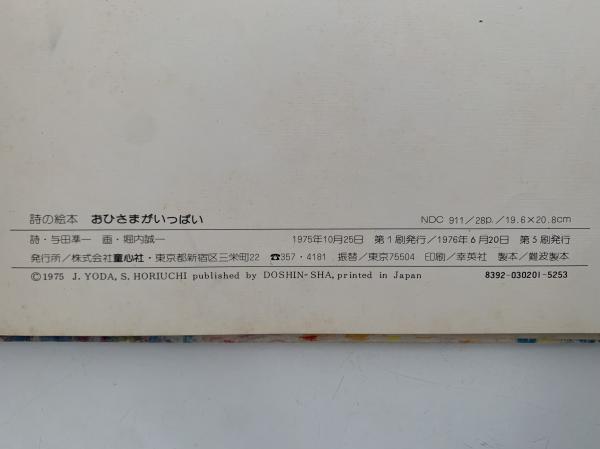 詩の絵本 おひさまがいっぱい NDC 911/28p./19.6×20.8cm
詩・与田凖一 画・堀内誠一 1975年10月25日 第1刷発行/1976年6月20日 第5刷発行
発行所/株式会社童心社・東京都新宿区三栄町22 ☎357・4181 振替/東京75504 印刷/幸英社 製本/難波製本
©1975 J. YODA, S. HORIUCHI published by DOSHIN-SHA, printed in Japan 8392-030201-5253